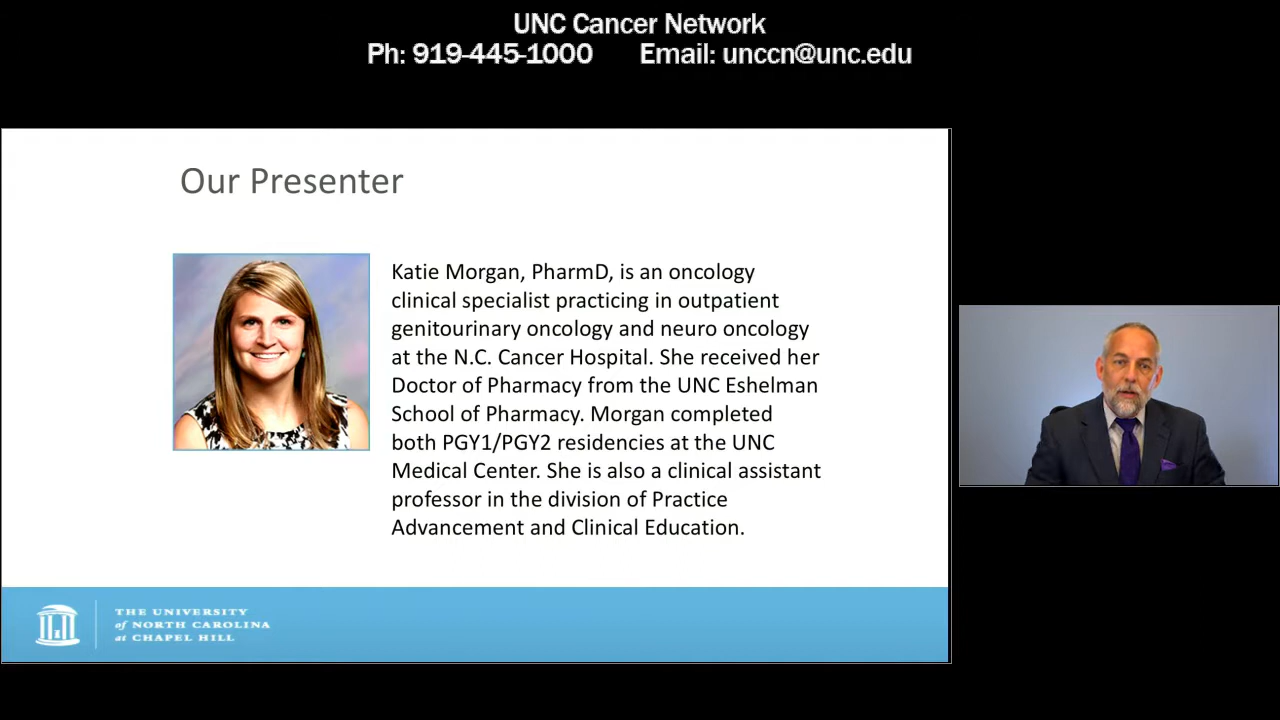 UNC Cancer Network
Ph: 919-445-1000 Email: unccn@unc.edu
Our Presenter
Katie Morgan, PharmD, is an oncology
clinical specialist practicing in outpatient
genitourinary oncology and neuro oncology
at the N.C. Cancer Hospital. She received her
Doctor of Pharmacy from the UNC Eshelman
School of Pharmacy. Morgan completed
both PGY1/PGY2 residencies at the UNC
Medical Center. She is also a clinical assistant
professor in the division of Practice
Advancement and Clinical Education.
THE UNIVERSITY
of NORTH CAROLINA
at CHAPEL HILL